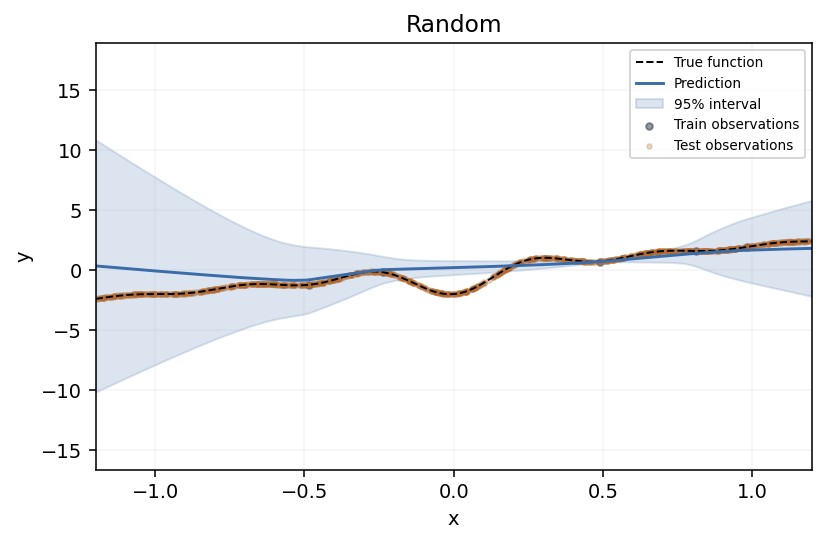 Random
True function
Prediction
95% interval
Train observations
Test observations
15
10
5
0
−5
−10
−15
y
−1.0
−0.5
0.0
0.5
1.0
x